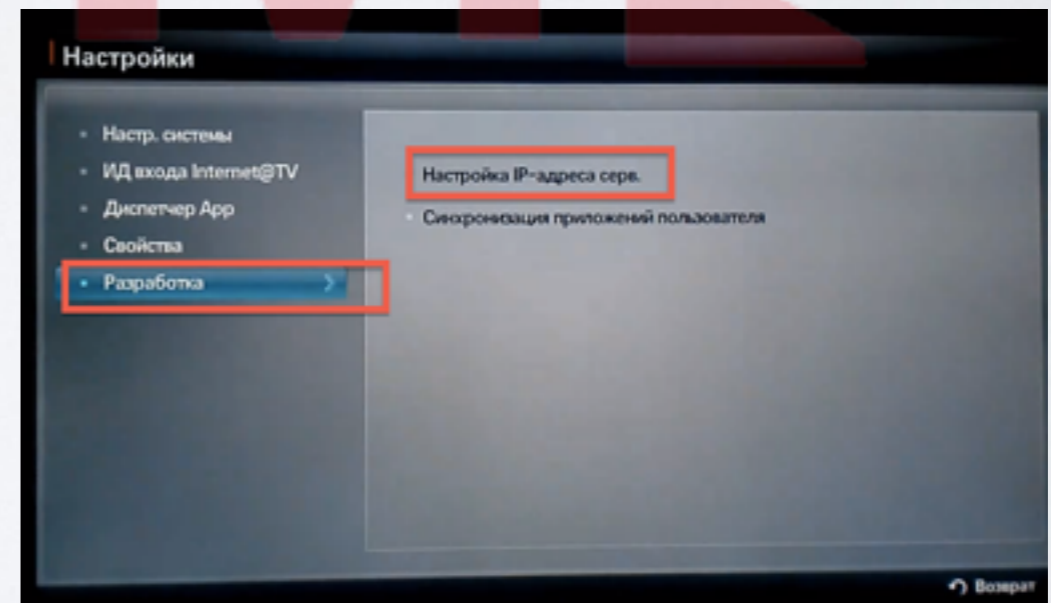 Настройки
Настр. системы
ИД входа Internet@TV
Диспетчер App
Свойства
Разработка
Настройка IP-адреса серв.
Синхронизация приложений пользователя
Возврат